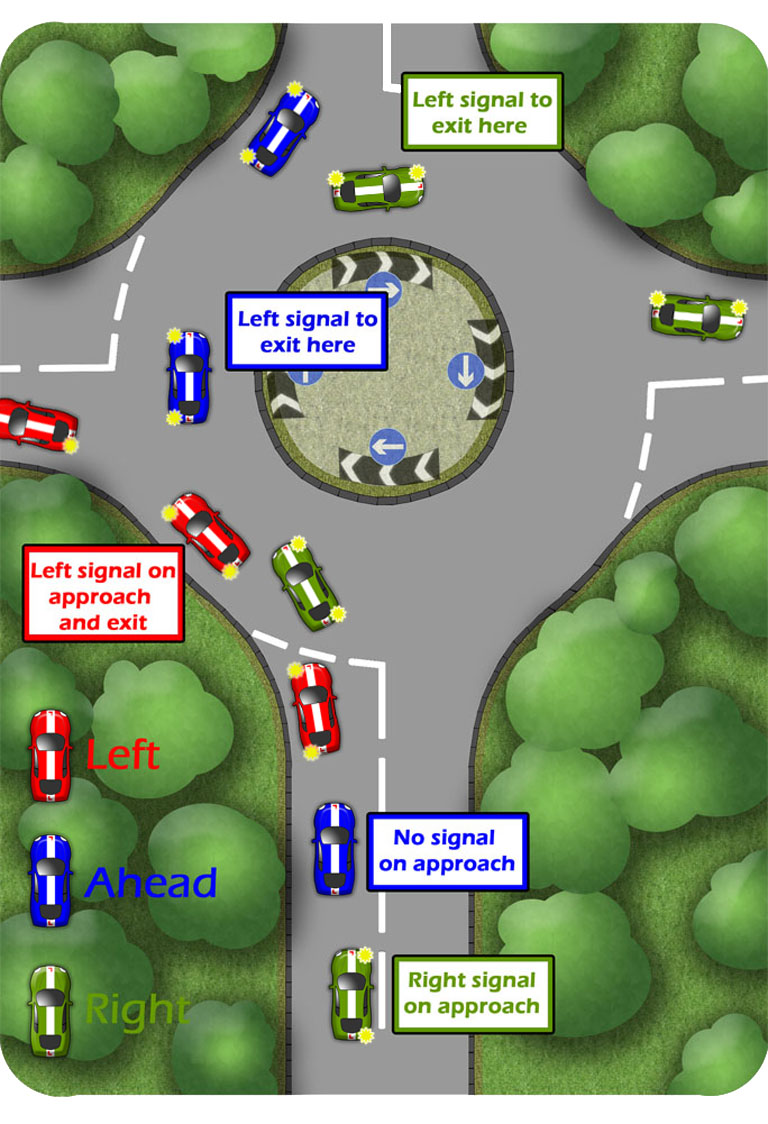 Left signal to
exit here
Left signal to
exit here
Left signal on
approach
and exit
Left
No signal
on approach
Ahead
Right signal
on approach
Right